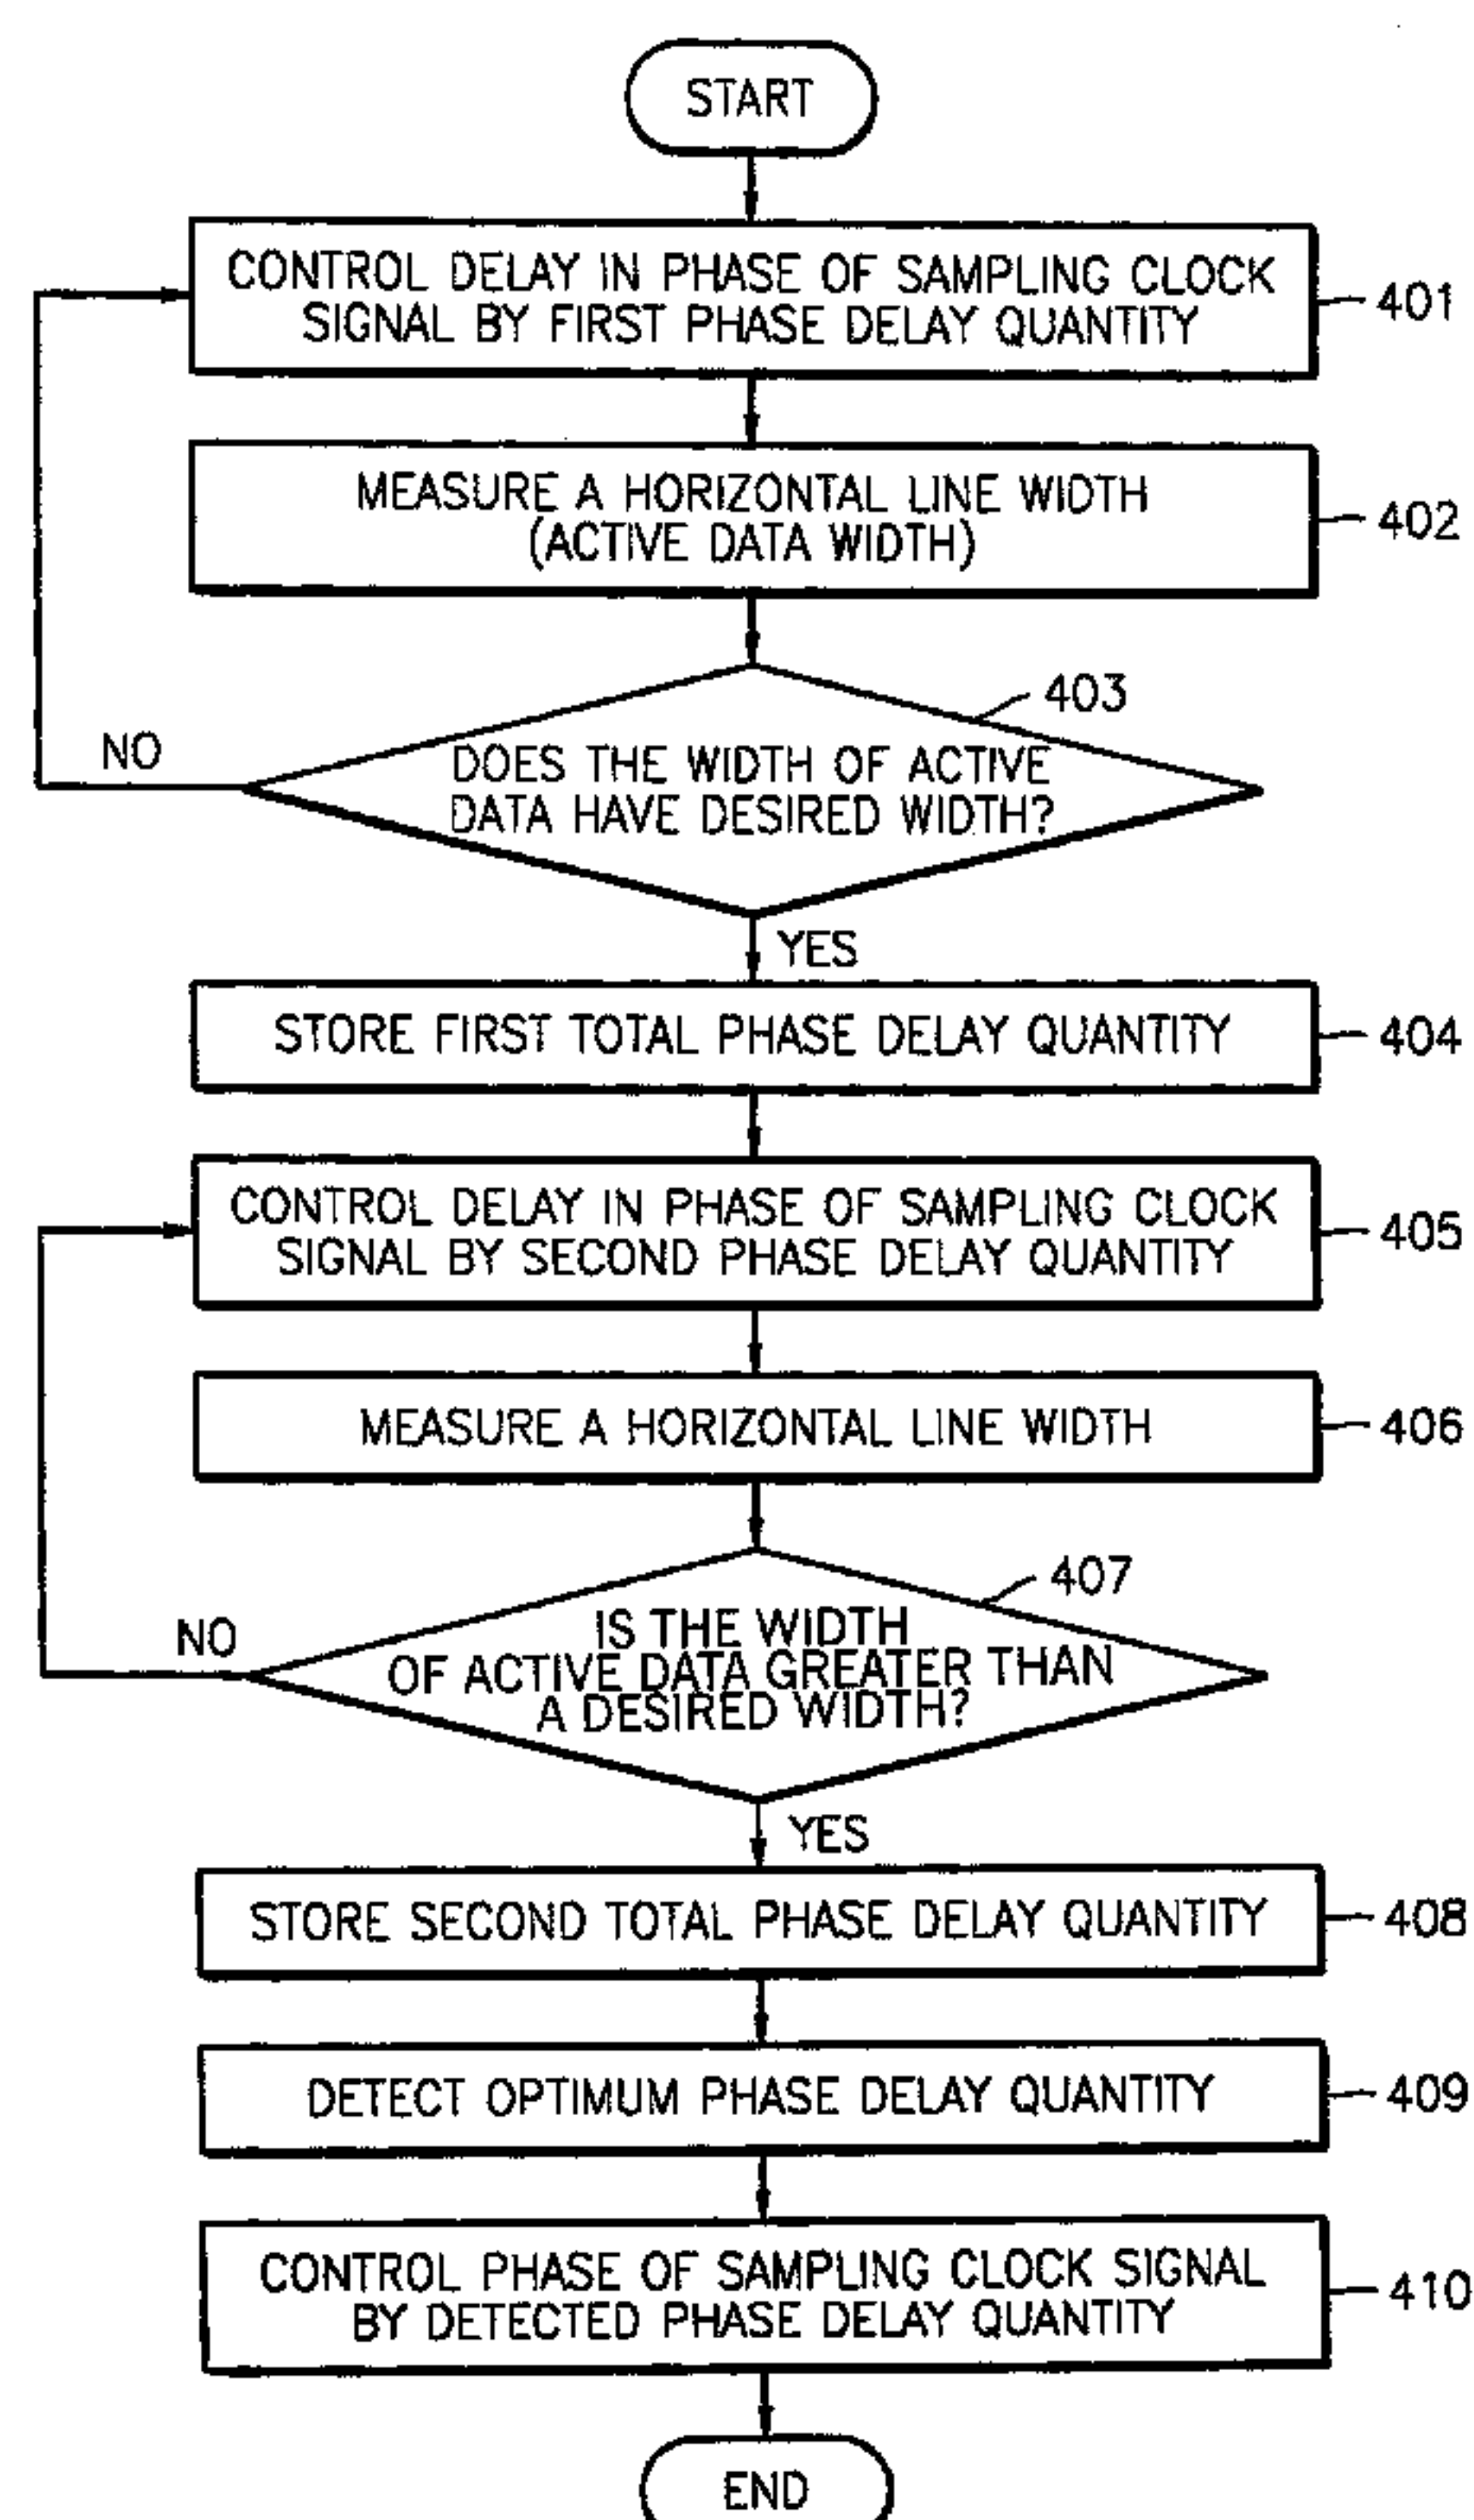 START
CONTROL DELAY IN PHASE OF SAMPLING CLOCK
SIGNAL BY FIRST PHASE DELAY QUANTITY
401
MEASURE A HORIZONTAL LINE WIDTH
(ACTIVE DATA WIDTH)
402
403
DOES THE WIDTH OF ACTIVE
DATA HAVE DESIRED WIDTH?
NO
YES
STORE FIRST TOTAL PHASE DELAY QUANTITY
404
CONTROL DELAY IN PHASE OF SAMPLING CLOCK
SIGNAL BY SECOND PHASE DELAY QUANTITY
405
MEASURE A HORIZONTAL LINE WIDTH
406
407
IS THE WIDTH
OF ACTIVE DATA GREATER THAN
A DESIRED WIDTH?
NO
YES
STORE SECOND TOTAL PHASE DELAY QUANTITY
408
DETECT OPTIMUM PHASE DELAY QUANTITY
409
CONTROL PHASE OF SAMPLING CLOCK SIGNAL
BY DETECTED PHASE DELAY QUANTITY
410
END